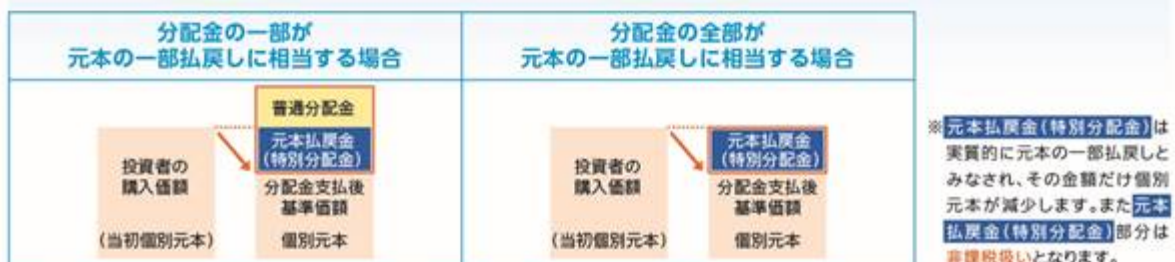 分配金の一部が
元本の一部払戻しに相当する場合
普通分配金
元本払戻金
(特別分配金)
投資者の
購入価額
分配金支払後
基準価額
(当初個別元本)
個別元本
分配金の全部が
元本の一部払戻しに相当する場合
元本払戻金
(特別分配金)
投資者の
購入価額
分配金支払後
基準価額
(当初個別元本)
個別元本
※元本払戻金(特別分配金)は
実質的に元本の一部払戻しと
みなされ、その金額だけ個別
元本が減少します。また元本
払戻金(特別分配金)部分は
非課税扱いとなります。